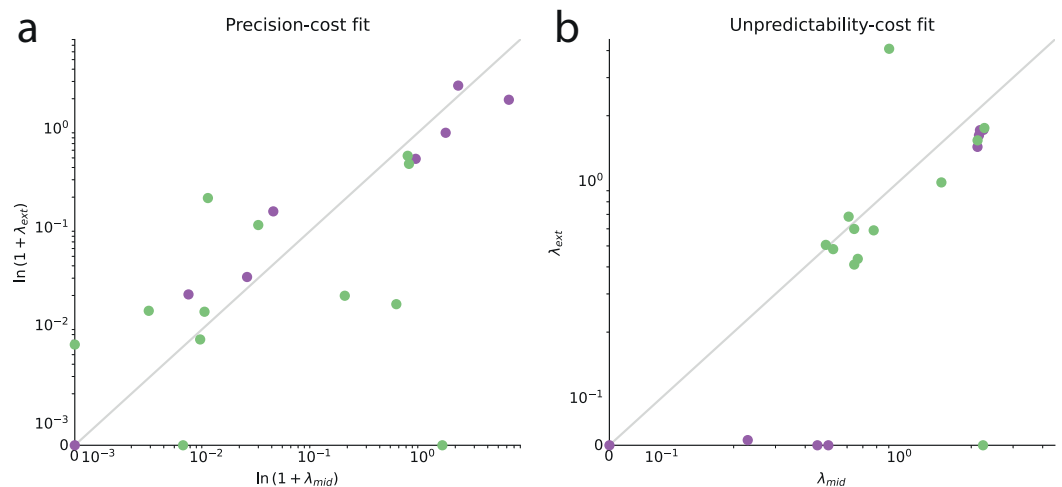 a
Precision-cost fit
ln (1 + λ_ext)
10^0
10^-1
10^-2
10^-3
0
0
10^-3
10^-2
10^-1
10^0
ln (1 + λ_mid)
b
Unpredictability-cost fit
λ_ext
10^0
10^-1
0
0
10^-1
10^0
λ_mid